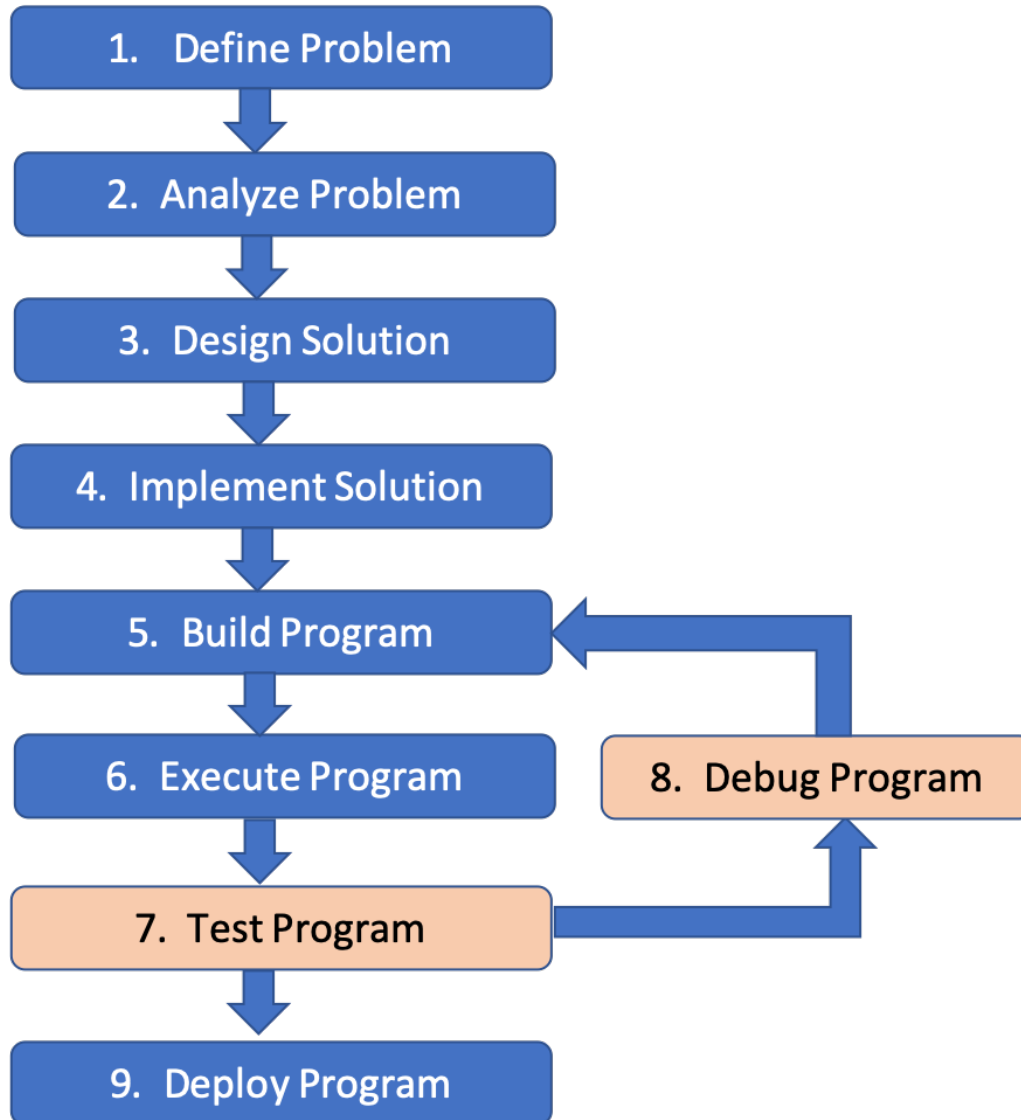 1. Define Problem
2. Analyze Problem
3. Design Solution
4. Implement Solution
5. Build Program
6. Execute Program
8. Debug Program
7. Test Program
9. Deploy Program